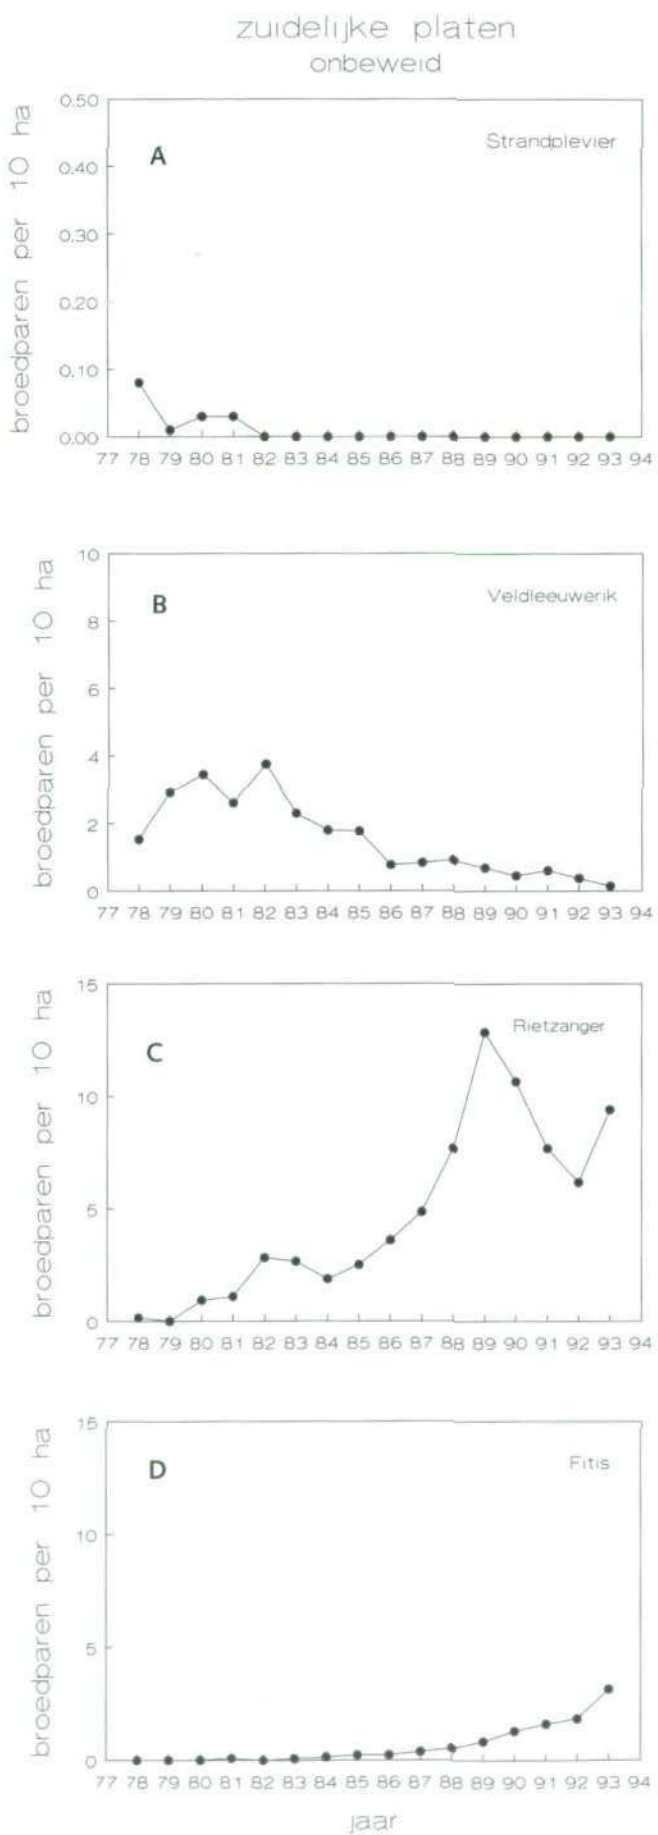 zuidelijke platen
onbeweid
broedparen per 10 ha
0.50
0.40
0.30
0.20
0.10
0.00
A
Strandplevier
77 78 79 80 81 82 83 84 85 86 87 88 89 90 91 92 93 94
broedparen per 10 ha
10
8
6
4
2
0
B
Veldleeuwerik
77 78 79 80 81 82 83 84 85 86 87 88 89 90 91 92 93 94
broedparen per 10 ha
15
10
5
0
C
Rietzanger
77 78 79 80 81 82 83 84 85 86 87 88 89 90 91 92 93 94
broedparen per 10 ha
15
10
5
0
D
Fitis
77 78 79 80 81 82 83 84 85 86 87 88 89 90 91 92 93 94
jaar